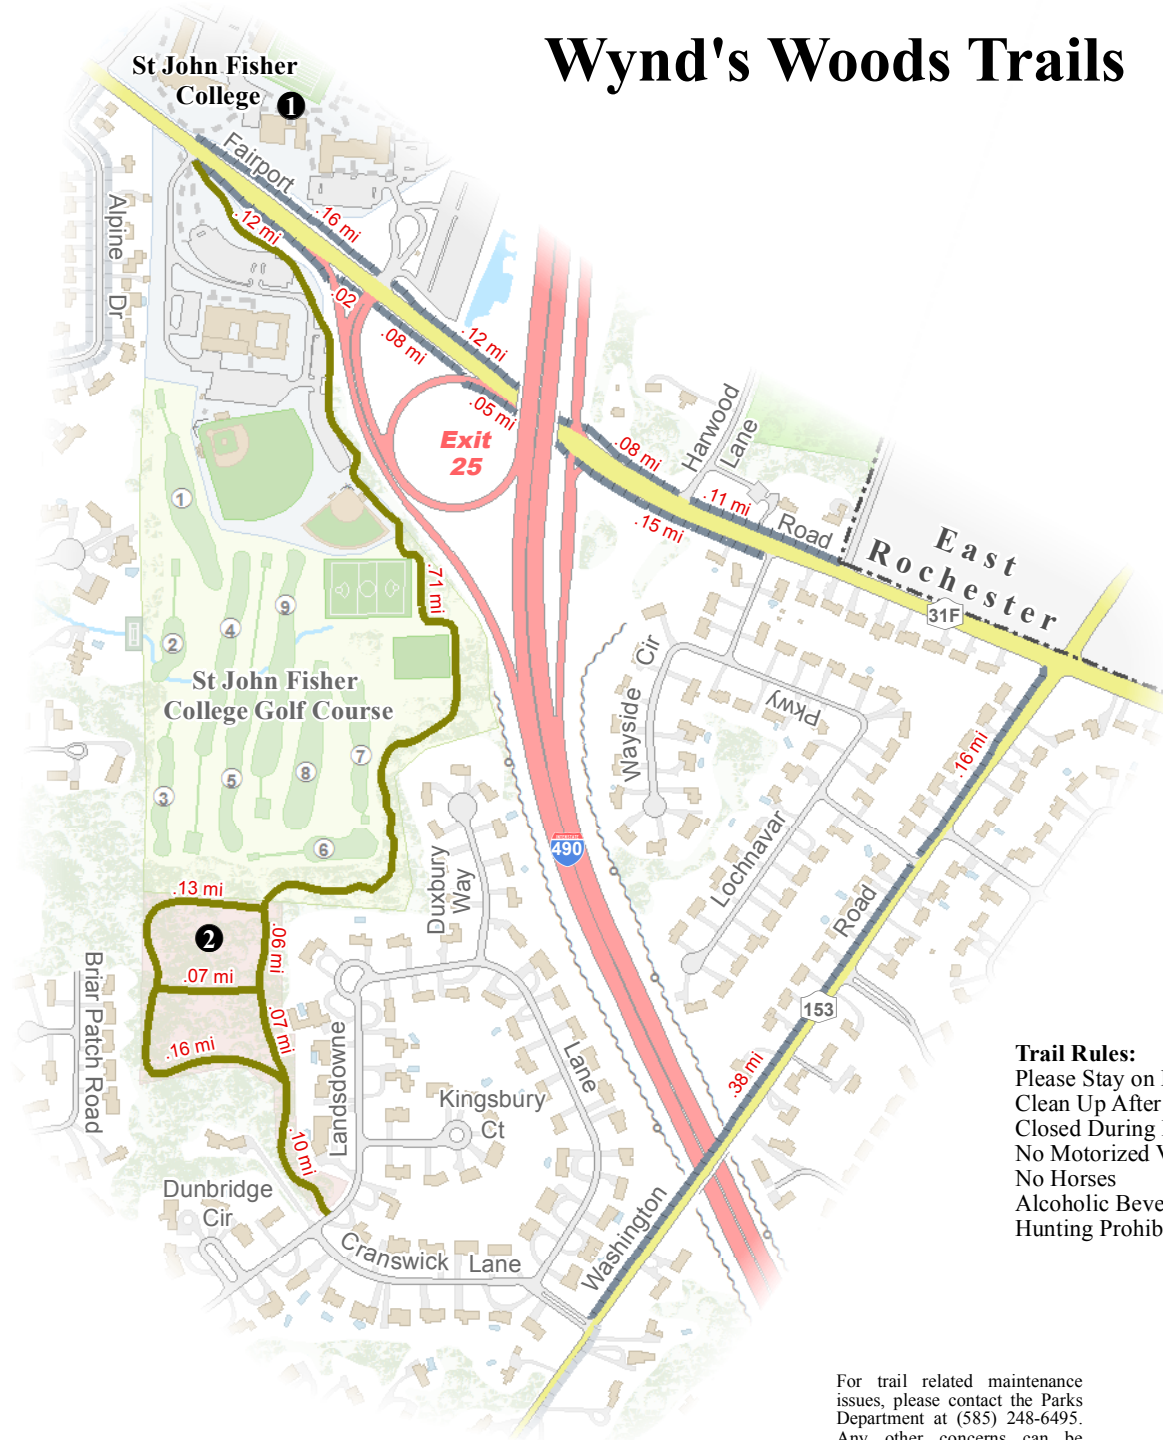 Wynd's Woods Trails
St John Fisher
College
1
Fairport
.16 mi
.12 mi
.02
.08 mi
.12 mi
.05 mi
Alpine Dr
Exit
25
.08 mi
Harwood
Lane
.11 mi
.15 mi
Road
East
Rochester
31F
.71 mi
1
9
4
2
St John Fisher
College Golf Course
7
5
8
3
6
Wayside Cir
Pkwy
.16 mi
490
Lochnavar
Duxbury
Way
Road
.13 mi
2
.06 mi
.07 mi
.07 mi
.16 mi
Briar Patch Road
153
.38 mi
Landsdowne
Lane
Kingsbury
Ct
.10 mi
Dunbridge
Cir
Cranswick Lane
Washington
Trail Rules:
Please Stay on
Clean Up After
Closed During
No Motorized
No Horses
Alcoholic
Hunting
For trail related maintenance
issues, please contact the Parks
Department at (585) 248-6495.
Any other concerns can be